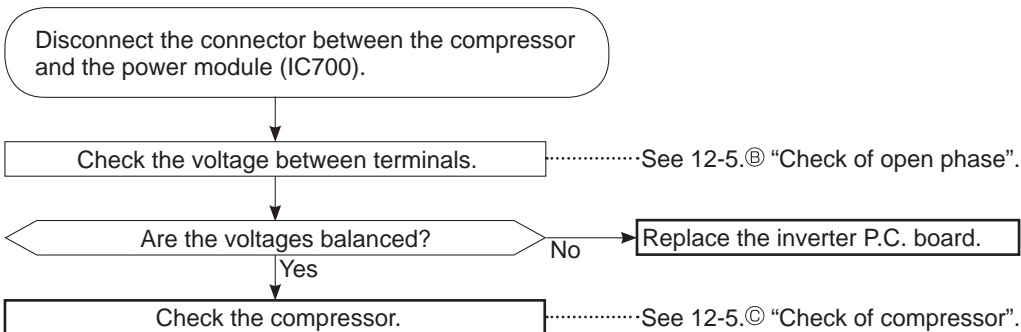 Disconnect the connector between the compressor
and the power module (IC700).
Check the voltage between terminals.
See 12-5.Ⓑ “Check of open phase”.
Are the voltages balanced?
No
Replace the inverter P.C. board.
Yes
Check the compressor.
See 12-5.Ⓒ “Check of compressor”.